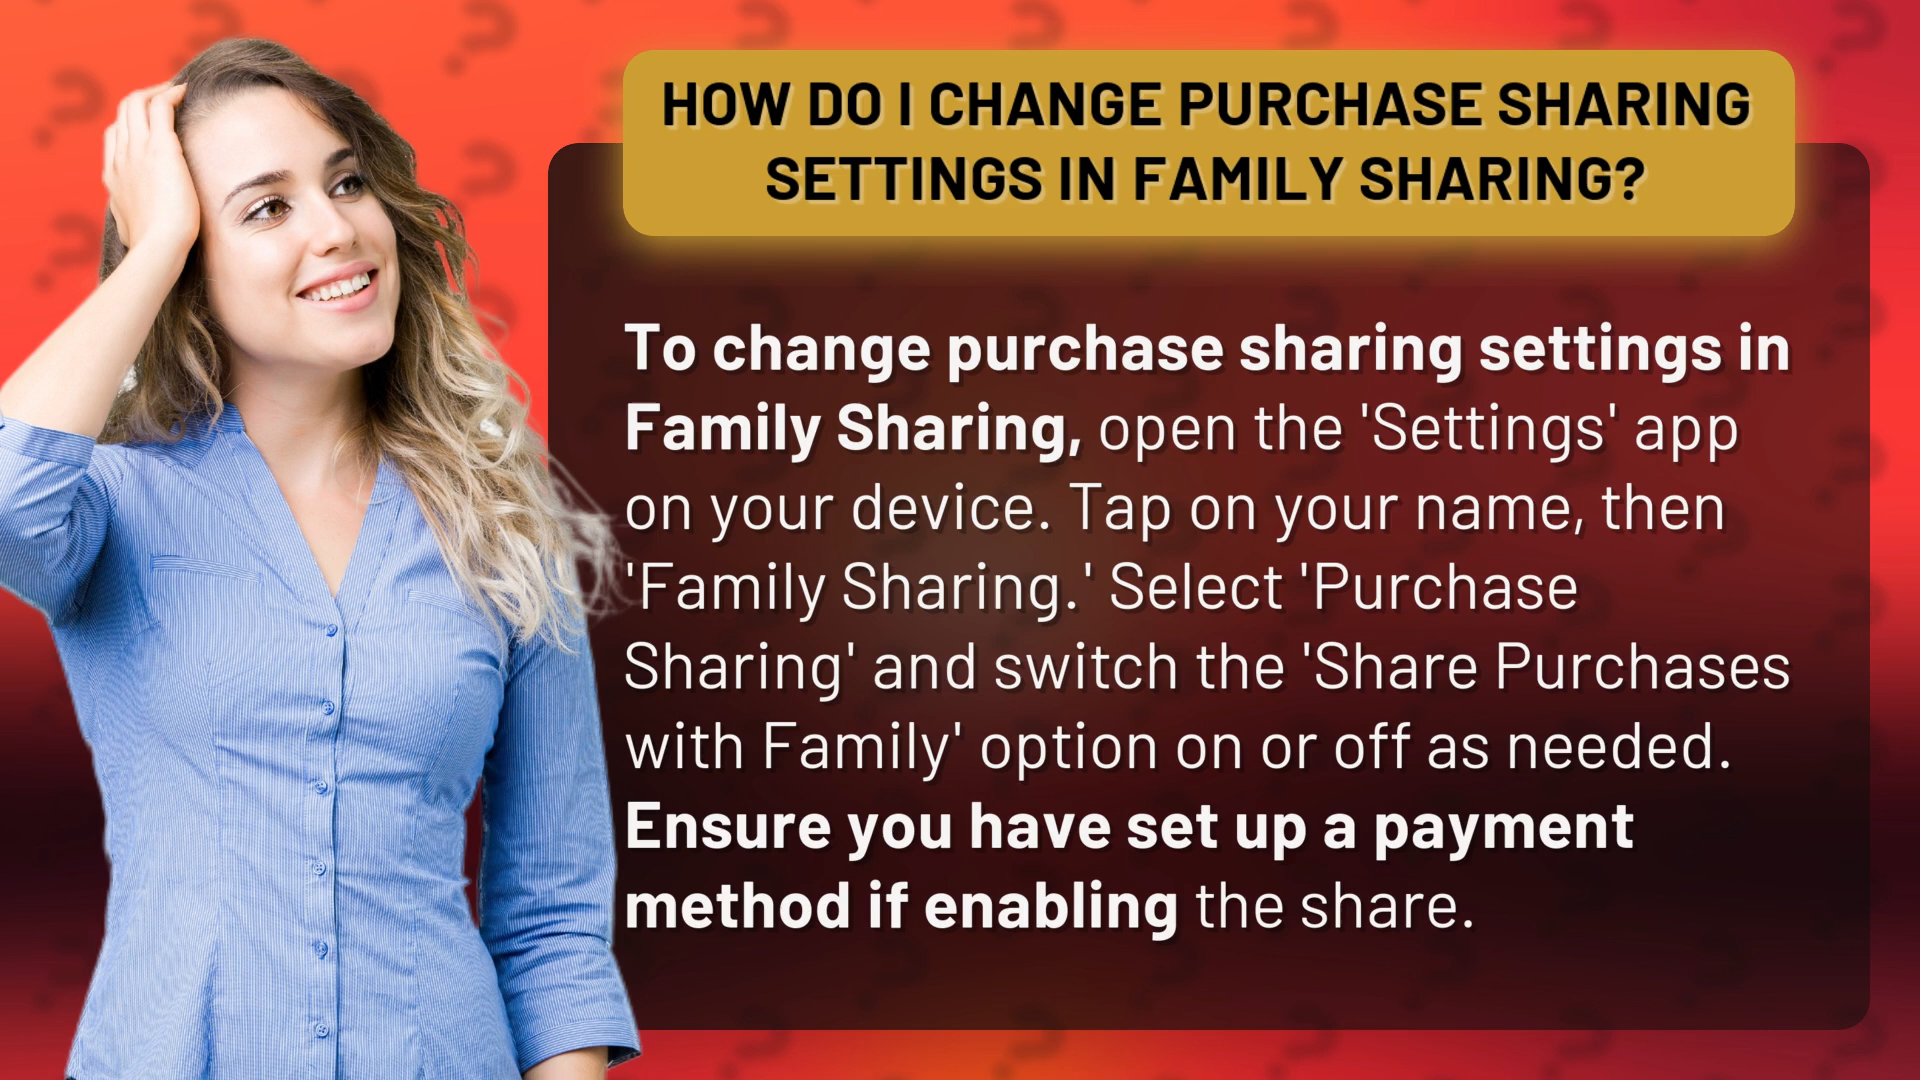 HOW DO I CHANGE PURCHASE SHARING
SETTINGS IN FAMILY SHARING?
To change purchase sharing settings in
Family Sharing, open the 'Settings' app
on your device. Tap on your name, then
'Family Sharing.' Select 'Purchase
Sharing' and switch the 'Share Purchases
with Family' option on or off as needed.
Ensure you have set up a payment
method if enabling the share.